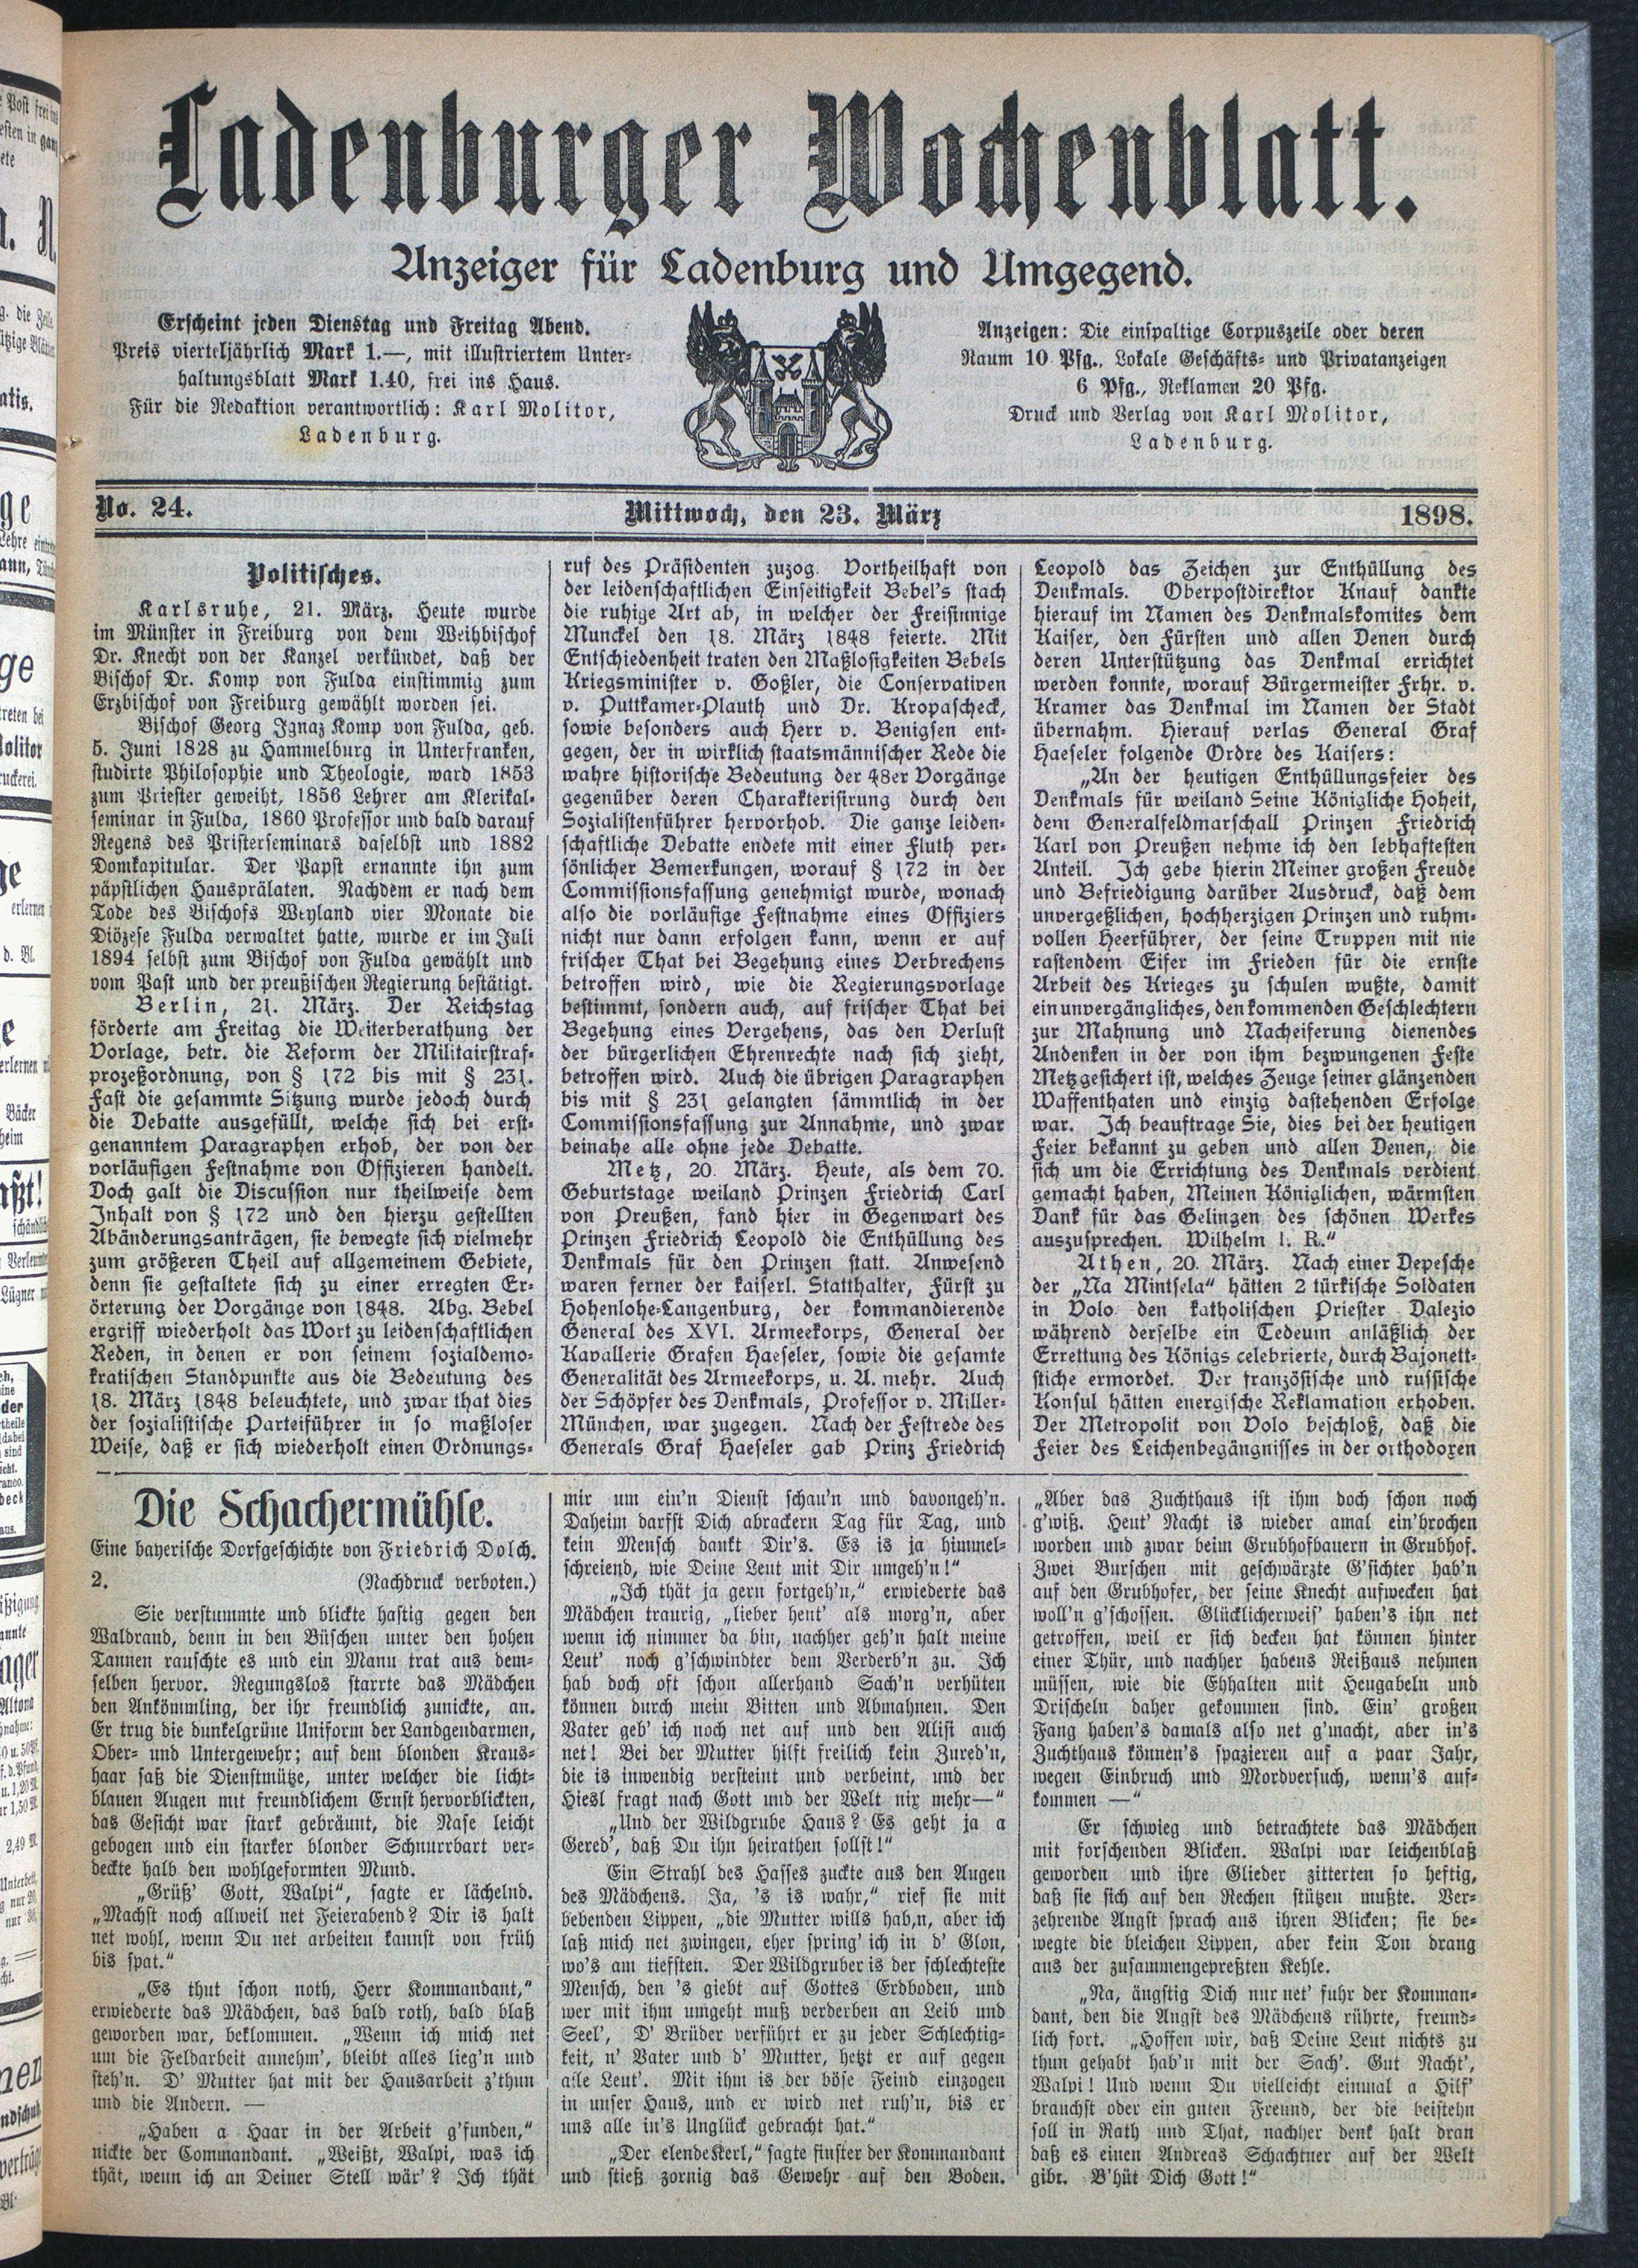 Ladenburger Wochenblatt.
Anzeiger für Ladenburg und Umgegend.
Erscheint jeden Dienstag und Freitag Abend.
Preis vierteljährlich Mark 1.—, mit illustriertem Unter-
haltungsblatt Mark 1.40, frei ins Haus.
Für die Redaktion verantwortlich: Karl Molitor,
Ladenburg.
Anzeigen: Die einspaltige Corpuszeile oder deren
Raum 10 Pfg., Lokale Geschäfts- und Privatanzeigen
6 Pfg., Reklamen 20 Pfg.
Druck und Verlag von Karl Molitor,
Ladenburg.
No. 24.
Mittwoch, den 23. März
1898.
Politisches.
Karlsruhe, 21. März. Heute wurde
im Münster in Freiburg von dem Weihbischof
Dr. Knecht von der Kanzel verkündet, daß der
Bischof Dr. Komp von Fulda einstimmig zum
Erzbischof von Freiburg gewählt worden sei.
Bischof Georg Ignaz Komp von Fulda, geb.
5. Juni 1828 zu Hammelburg in Unterfranken,
studirte Philosophie und Theologie, ward 1853
zum Priester geweiht, 1856 Lehrer am Klerikal-
seminar in Fulda, 1860 Professor und bald darauf
Regens des Pristerseminars daselbst und 1882
Domkapitular. Der Papst ernannte ihn zum
päpstlichen Hausprälaten. Nachdem er nach dem
Tode des Bischofs Weyland vier Monate die
Diözese Fulda verwaltet hatte, wurde er im Juli
1894 selbst zum Bischof von Fulda gewählt und
vom Past und der preußischen Regierung bestätigt.
Berlin, 21. März. Der Reichstag
förderte am Freitag die Weiterberathung der
Vorlage, betr. die Reform der Militairstraf-
prozeßordnung, von § 172 bis mit § 231.
Fast die gesammte Sitzung wurde jedoch durch
die Debatte ausgefüllt, welche sich bei erst-
genanntem Paragraphen erhob, der von der
vorläufigen Festnahme von Offizieren handelt.
Doch galt die Discussion nur theilweise dem
Inhalt von § 172 und den hierzu gestellten
Abänderungsanträgen, sie bewegte sich vielmehr
zum größeren Theil auf allgemeinem Gebiete,
denn sie gestaltete sich zu einer erregten Er-
örterung der Vorgänge von 1848. Abg. Bebel
ergriff wiederholt das Wort zu leidenschaftlichen
Reden, in denen er von seinem sozialdemo-
kratischen Standpunkte aus die Bedeutung des
18. März 1848 beleuchtete, und zwar that dies
der sozialistische Parteiführer in so maßloser
Weise, daß er sich wiederholt einen Ordnungs-
ruf des Präsidenten zuzog. Vortheilhaft von
der leidenschaftlichen Einseitigkeit Bebel's stach
die ruhige Art ab, in welcher der Freisinnige
Munckel den 18. März 1848 feierte. Mit
Entschiedenheit traten den Maßlosigkeiten Bebels
Kriegsminister v. Goßler, die Conservativen
v. Puttkamer-Plauth und Dr. Kropascheck,
sowie besonders auch Herr v. Benigsen ent-
gegen, der in wirklich staatsmännischer Rede die
wahre historische Bedeutung der 48er Vorgänge
gegenüber deren Charakterisirung durch den
Sozialistenführer hervorhob. Die ganze leiden-
schaftliche Debatte endete mit einer Fluth per-
sönlicher Bemerkungen, worauf § 172 in der
Commissionsfassung genehmigt wurde, wonach
also die vorläufige Festnahme eines Offiziers
nicht nur dann erfolgen kann, wenn er auf
frischer That bei Begehung eines Verbrechens
betroffen wird, wie die Regierungsvorlage
bestimmt, sondern auch, auf frischer That bei
Begehung eines Vergehens, das den Verlust
der bürgerlichen Ehrenrechte nach sich zieht,
betroffen wird. Auch die übrigen Paragraphen
bis mit § 231 gelangten sämmtlich in der
Commissionsfassung zur Annahme, und zwar
beinahe alle ohne jede Debatte.
Metz, 20. März. Heute, als dem 70.
Geburtstage weiland Prinzen Friedrich Carl
von Preußen, fand hier in Gegenwart des
Prinzen Friedrich Leopold die Enthüllung des
Denkmals für den Prinzen statt. Anwesend
waren ferner der kaiserl. Statthalter, Fürst zu
Hohenlohe-Langenburg, der kommandierende
General des XVI. Armeekorps, General der
Kavallerie Grafen Haeseler, sowie die gesamte
Generalität des Armeekorps, u. A. mehr. Auch
der Schöpfer des Denkmals, Professor v. Miller-
München, war zugegen. Nach der Festrede des
Generals Graf Haeseler gab Prinz Friedrich
Leopold das Zeichen zur Enthüllung des
Denkmals. Oberpostdirektor Knauf dankte
hierauf im Namen des Denkmalskomites dem
Kaiser, den Fürsten und allen Denen durch
deren Unterstützung das Denkmal errichtet
werden konnte, worauf Bürgermeister Frhr. v.
Kramer das Denkmal im Namen der Stadt
übernahm. Hierauf verlas General Graf
Haeseler folgende Ordre des Kaisers:
„An der heutigen Enthüllungsfeier des
Denkmals für weiland Seine Königliche Hoheit,
dem Generalfeldmarschall Prinzen Friedrich
Karl von Preußen nehme ich den lebhaftesten
Anteil. Ich gebe hierin Meiner großen Freude
und Befriedigung darüber Ausdruck, daß dem
unvergeßlichen, hochherzigen Prinzen und ruhm-
vollen Heerführer, der seine Truppen mit nie
rastendem Eifer im Frieden für die ernste
Arbeit des Krieges zu schulen wußte, damit
ein unvergängliches, den kommenden Geschlechtern
zur Mahnung und Nacheiferung dienendes
Andenken in der von ihm bezwungenen Feste
Metz gesichert ist, welches Zeuge seiner glänzenden
Waffenthaten und einzig dastehenden Erfolge
war. Ich beauftrage Sie, dies bei der heutigen
Feier bekannt zu geben und allen Denen, die
sich um die Errichtung des Denkmals verdient
gemacht haben, Meinen Königlichen, wärmsten
Dank für das Gelingen des schönen Werkes
auszusprechen. Wilhelm I. R.“
Athen, 20. März. Nach einer Depesche
der „Na Mintsela“ hätten 2 türkische Soldaten
in Volo den katholischen Priester Dalezio
während derselbe ein Tedeum anläßlich der
Errettung des Königs celebrierte, durch Bajonett-
stiche ermordet. Der französische und russische
Konsul hätten energische Reklamation erhoben.
Der Metropolit von Volo beschloß, daß die
Feier des Leichenbegängnisses in der orthodoxen
Die Schachermühle.
Eine bayerische Dorfgeschichte von Friedrich Dolch.
2. (Nachdruck verboten.)
Sie verstummte und blickte hastig gegen den
Waldrand, denn in den Büschen unter den hohen
Tannen rauschte es und ein Mann trat aus dem-
selben hervor. Regungslos starrte das Mädchen
den Ankömmling, der ihr freundlich zunickte, an.
Er trug die dunkelgrüne Uniform der Landgendarmen,
Ober- und Untergewehr; auf dem blonden Kraus-
haar saß die Dienstmütze, unter welcher die licht-
blauen Augen mit freundlichem Ernst hervorblickten,
das Gesicht war stark gebräunt, die Nase leicht
gebogen und ein starker blonder Schnurrbart ver-
deckte halb den wohlgeformten Mund.
„Grüß' Gott, Walpi“, sagte er lächelnd.
„Machst noch allweil net Feierabend? Dir is halt
net wohl, wenn Du net arbeiten kannst von früh
bis spat.“
„Es thut schon noth, Herr Kommandant,“
erwiederte das Mädchen, das bald roth, bald blaß
geworden war, beklommen. „Wenn ich mich net
um die Feldarbeit annehm', bleibt alles lieg'n und
steh'n. D' Mutter hat mit der Hausarbeit z'thun
und die Andern. —
„Haben a Haar in der Arbeit g'funden,“
nickte der Commandant. „Weißt, Walpi, was ich
thät, wenn ich an Deiner Stell wär'? Ich thät
mir um ein'n Dienst schau'n und davongeh'n.
Daheim darfst Dich abrackern Tag für Tag, und
kein Mensch dankt Dir's. Es is ja himmel-
schreiend, wie Deine Leut mit Dir umgeh'n!“
„Ich thät ja gern fortgeh'n,“ erwiederte das
Mädchen traurig, „lieber heut' als morg'n, aber
wenn ich nimmer da bin, nachher geh'n halt meine
Leut' noch g'schwindter dem Verderb'n zu. Ich
hab doch oft schon allerhand Sach'n verhüten
können durch mein Bitten und Abmahnen. Den
Vater geb' ich noch net auf und den Alisi auch
net! Bei der Mutter hilft freilich kein Zured'n,
die is inwendig versteint und verbeint, und der
Hiesl fragt nach Gott und der Welt nix mehr—“
„Und der Wildgrube Hans? Es geht ja a
Gered', daß Du ihn heirathen sollst!“
Ein Strahl des Hasses zuckte aus den Augen
des Mädchens. Ja, 's is wahr,“ rief sie mit
bebenden Lippen, „die Mutter wills hab,n, aber ich
laß mich net zwingen, eher spring' ich in d' Glon,
wo's am tiefsten. Der Wildgruber is der schlechteste
Mensch, den 's giebt auf Gottes Erdboden, und
wer mit ihm umgeht muß verderben an Leib und
Seel', D' Brüder verführt er zu jeder Schlechtig-
keit, n' Vater und d' Mutter, hetzt er auf gegen
alle Leut'. Mit ihm is der böse Feind einzogen
in unser Haus, und er wird net ruh'n, bis er
uns alle in's Unglück gebracht hat.“
„Der elende Kerl,“ sagte finster der Kommandant
und stieß zornig das Gewehr auf den Boden.
„Aber das Zuchthaus ist ihm doch schon noch
g'wiß. Heut' Nacht is wieder amal ein'brochen
worden und zwar beim Grubhofbauern in Grubhof.
Zwei Burschen mit geschwärzte G'sichter hab'n
auf den Grubhofer, der seine Knecht aufwecken hat
woll'n g'schossen. Glücklicherweis' haben's ihn net
getroffen, weil er sich decken hat können hinter
einer Thür, und nachher habens Reißaus nehmen
müssen, wie die Ehhalten mit Heugabeln und
Drischeln daher gekommen sind. Ein' großen
Fang haben's damals also net g'macht, aber in's
Zuchthaus können's spazieren auf a paar Jahr,
wegen Einbruch und Mordversuch, wenn's auf-
kommen —“
Er schwieg und betrachtete das Mädchen
mit forschenden Blicken. Walpi war leichenblaß
geworden und ihre Glieder zitterten so heftig,
daß sie sich auf den Rechen stützen mußte. Ver-
zehrende Angst sprach aus ihren Blicken; sie be-
wegte die bleichen Lippen, aber kein Ton drang
aus der zusammengepreßten Kehle.
„Na, ängstig Dich nur net' fuhr der Komman-
dant, den die Angst des Mädchens rührte, freund-
lich fort. „Hoffen wir, daß Deine Leut nichts zu
thun gehabt hab'n mit der Sach'. Gut Nacht',
Walpi! Und wenn Du vielleicht einmal a Hilf'
brauchst oder ein guten Freund, der die beistehn
soll in Rath und That, nachher denk halt dran
daß es einen Andreas Schachtner auf der Welt
gibt. B'hüt Dich Gott!“